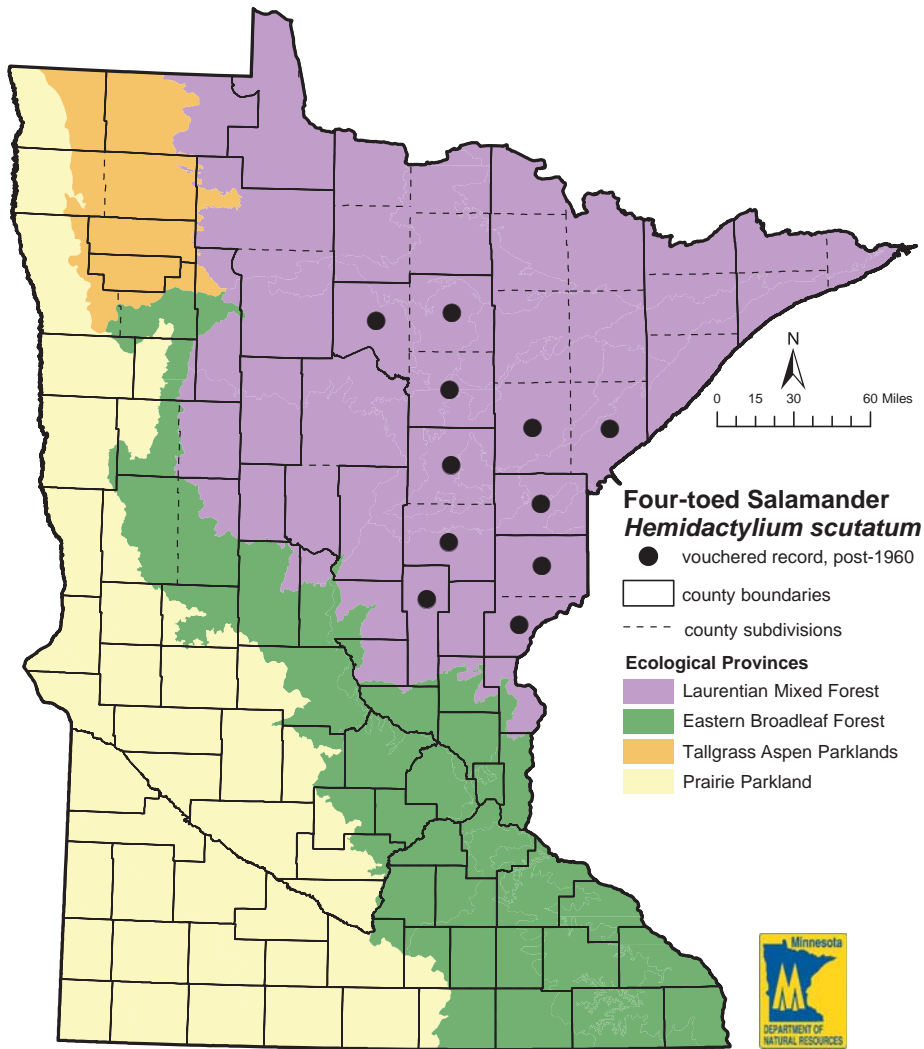 N
0 15 30 60 Miles
Four-toed Salamander
Hemidactylium scutatum
vouchered record, post-1960
county boundaries
county subdivisions
Ecological Provinces
Laurentian Mixed Forest
Eastern Broadleaf Forest
Tallgrass Aspen Parklands
Prairie Parkland
Minnesota
M
DEPARTMENT OF
NATURAL RESOURCES